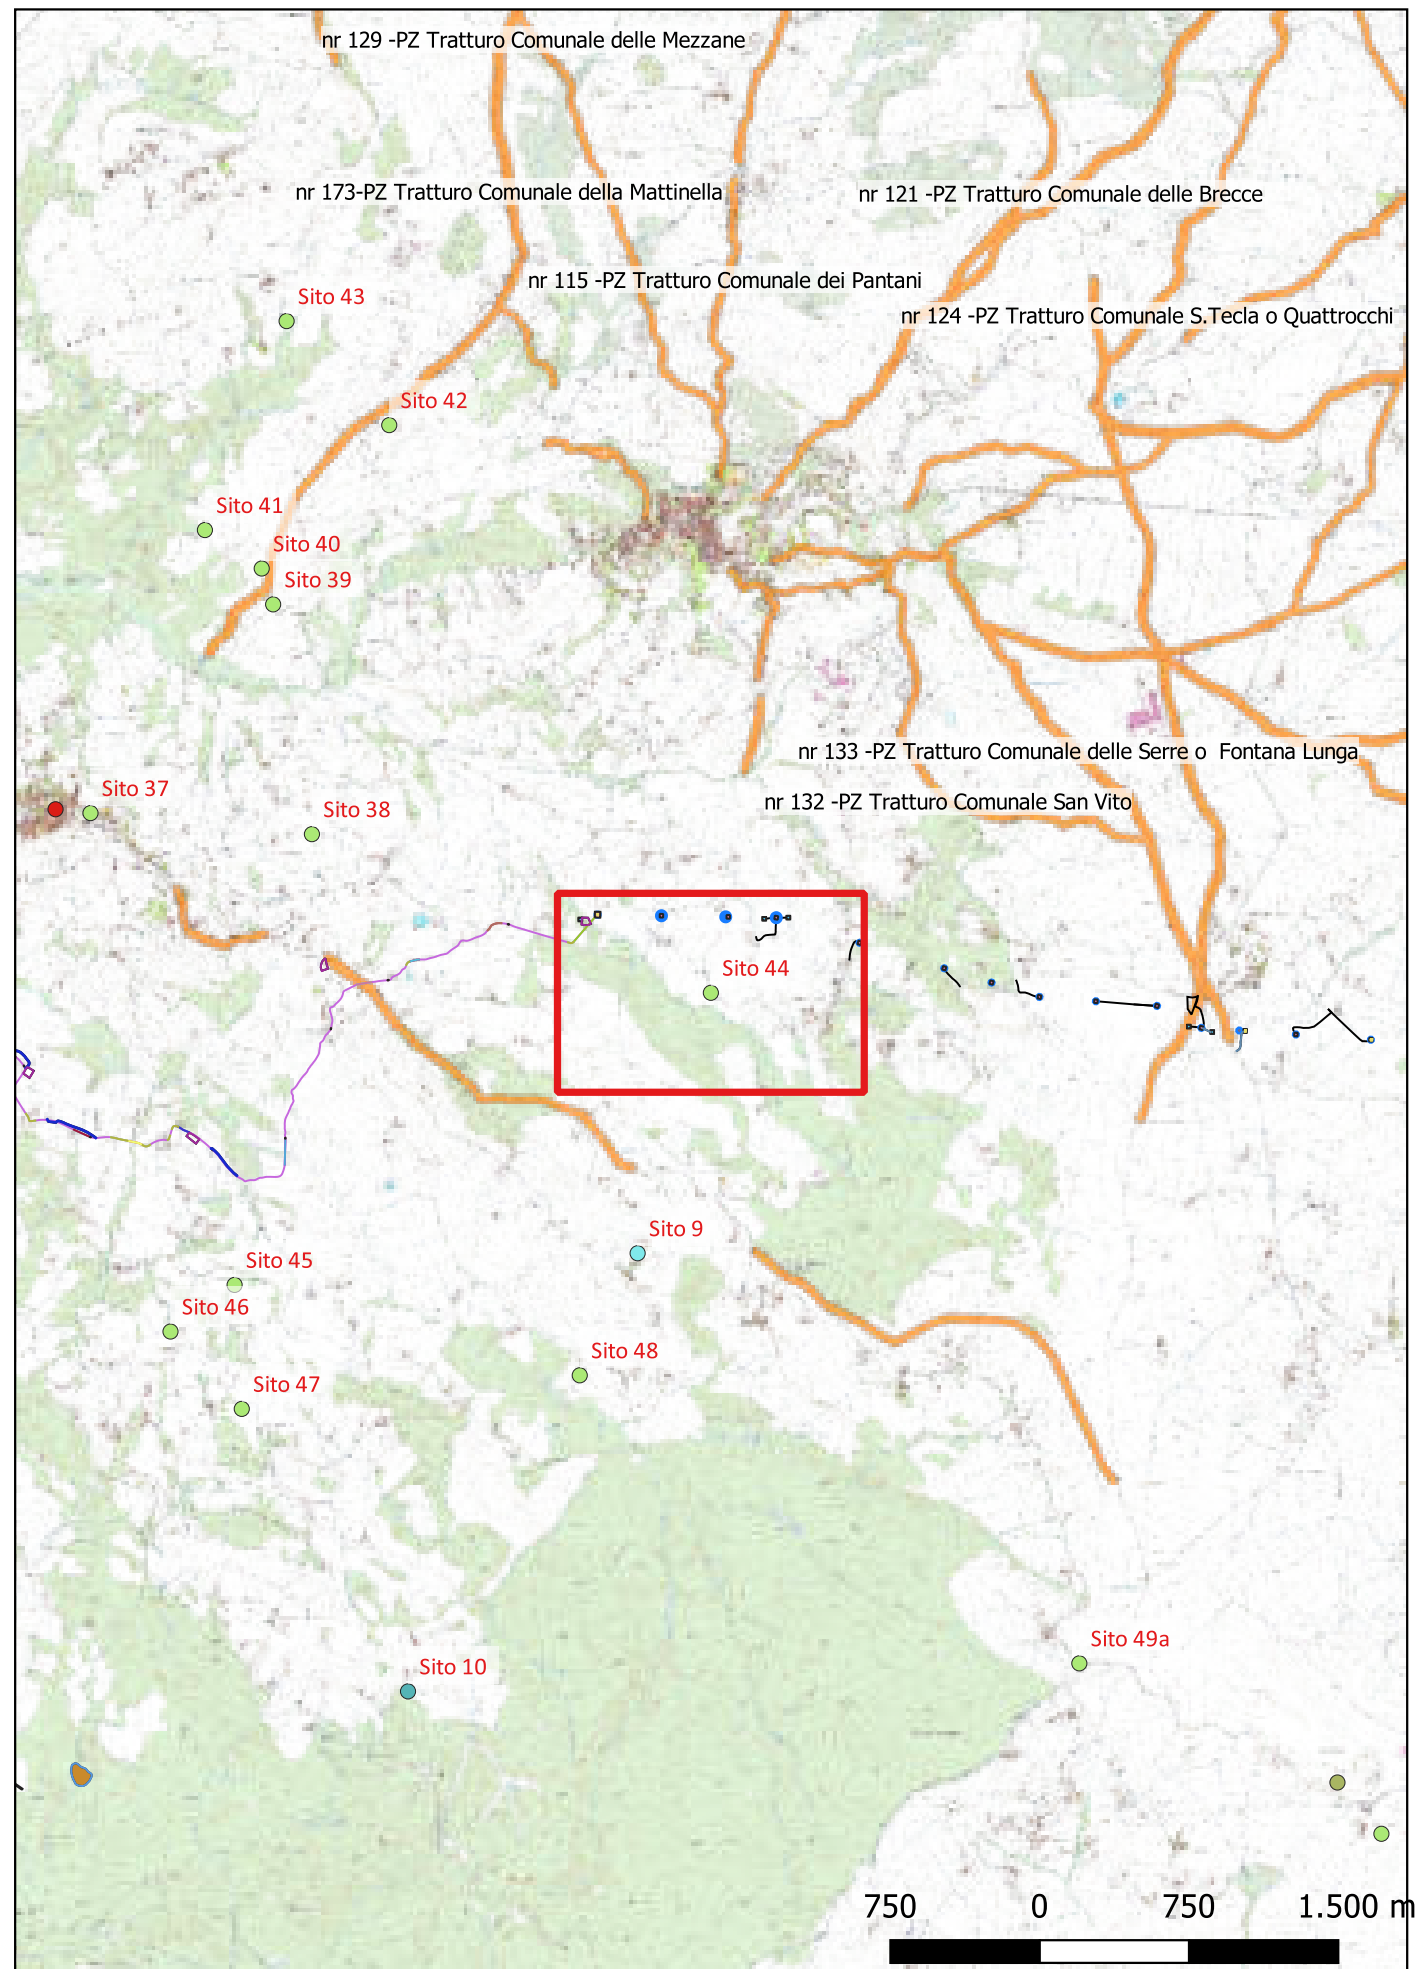 nr 129 -PZ Tratturo Comunale delle Mezzane
nr 173-PZ Tratturo Comunale della Mattinella
nr 121 -PZ Tratturo Comunale delle Brecce
nr 115 -PZ Tratturo Comunale dei Pantani
Sito 43
nr 124 -PZ Tratturo Comunale S.Tecla o Quattrocchi
Sito 42
Sito 41
Sito 40
Sito 39
nr 133 -PZ Tratturo Comunale delle Serre o  Fontana Lunga
Sito 37
nr 132 -PZ Tratturo Comunale San Vito
Sito 38
Sito 44
Sito 9
Sito 45
Sito 46
Sito 48
Sito 47
Sito 49a
Sito 10
750 0 750 1.500 m